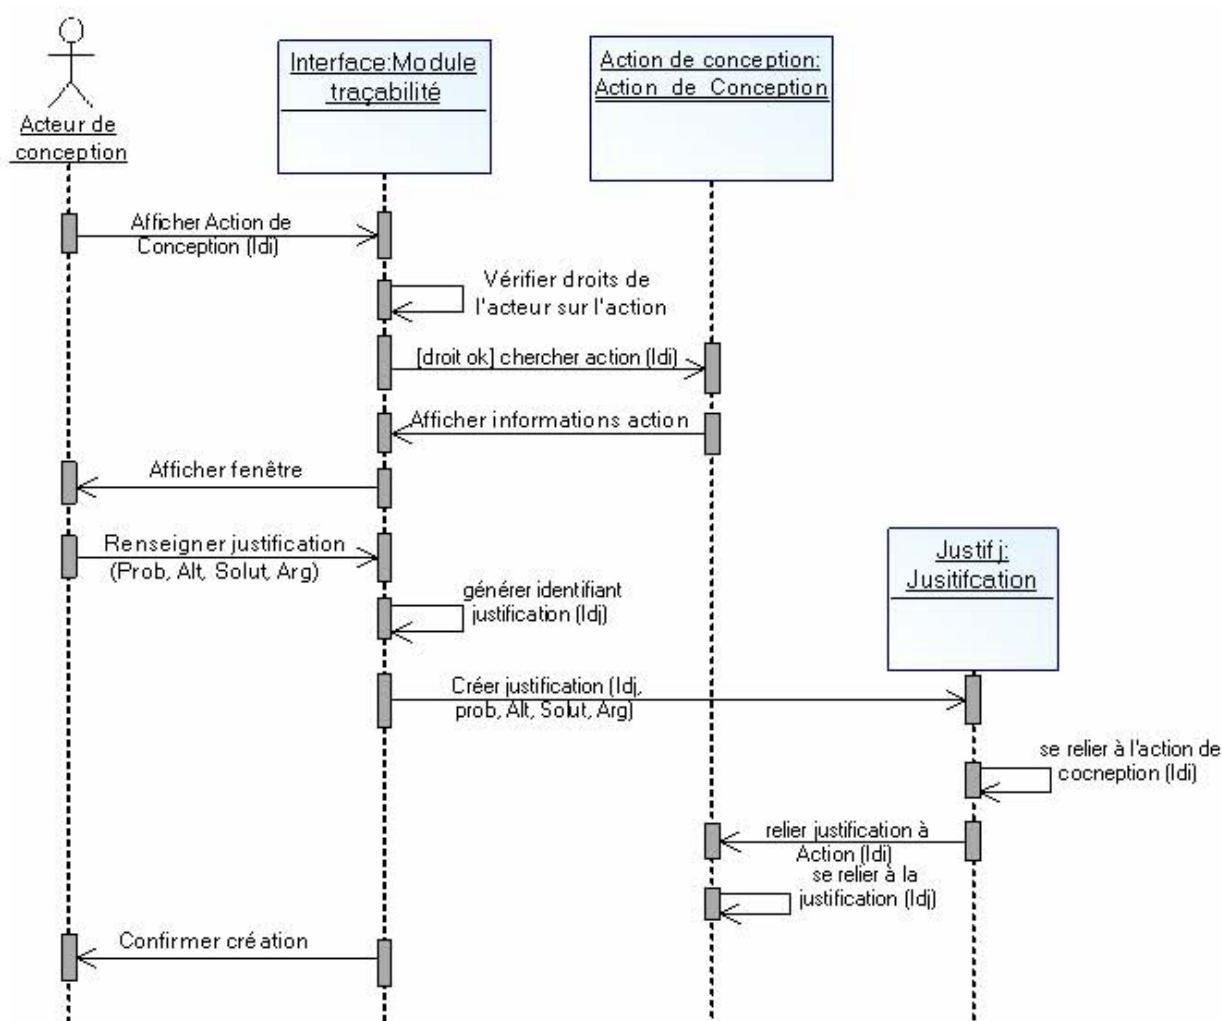 Acteur de
conception
Interface:Module
traçabilité
Action de conception:
Action de Conception
Afficher Action de
Conception (Idi)
Vérifier droits de
l'acteur sur l'action
[droit ok] chercher action (Idi)
Afficher informations action
Afficher fenêtre
Renseigner justification
(Prob, Alt, Solut, Arg)
Justif j:
Jusitifcation
générer identifiant
justification (Idj)
Créer justification (Idj,
prob, Alt, Solut, Arg)
se relier à l'action de
cocneption (Idi)
relier justification à
Action (Idi)
se relier à la
justification (Idj)
Confirmer création